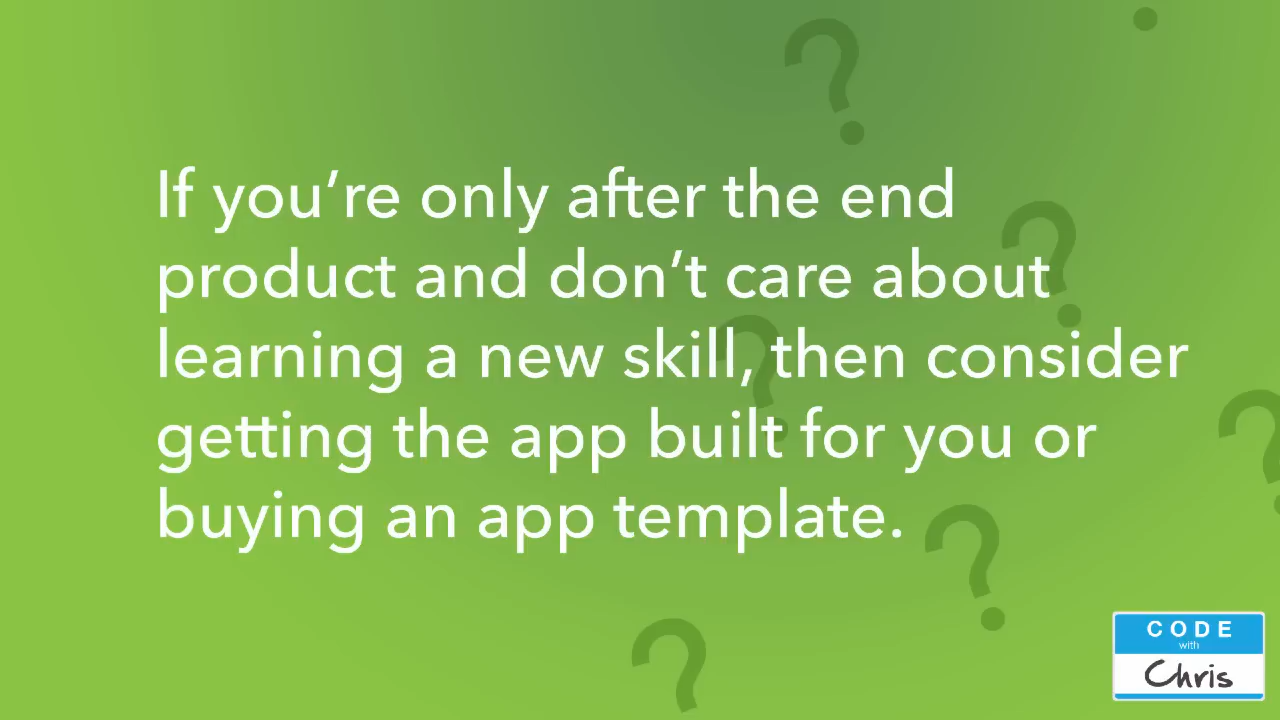 If you’re only after the end
product and don’t care about
learning a new skill, then consider
getting the app built for you or
buying an app template.
CODE
with
Chris